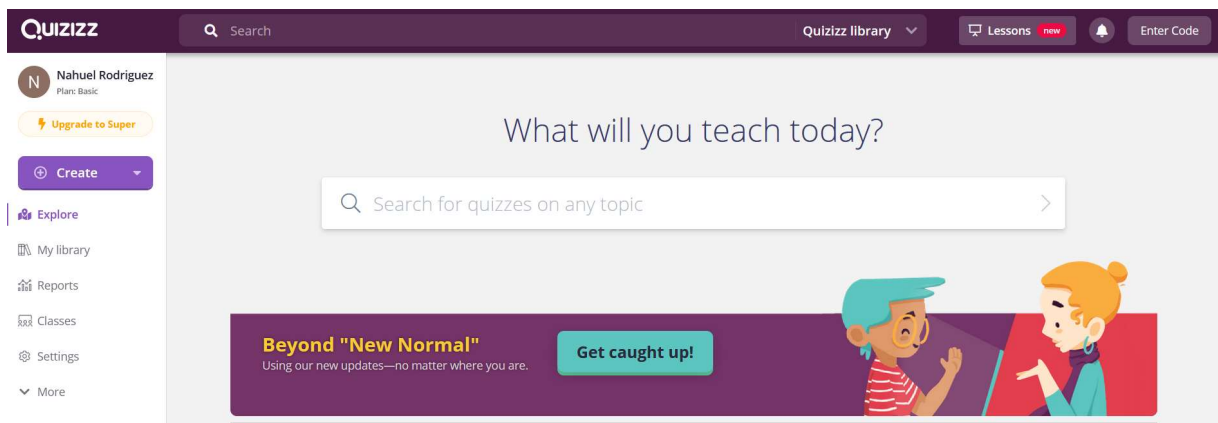 Quizizz
Search
Quizizz library
Lessons new
Enter Code
N
Nahuel Rodriguez
Plan: Basic
Upgrade to Super
Create
Explore
My library
Reports
Classes
Settings
More
What will you teach today?
Search for quizzes on any topic
Beyond "New Normal"
Using our new updates—no matter where you are.
Get caught up!